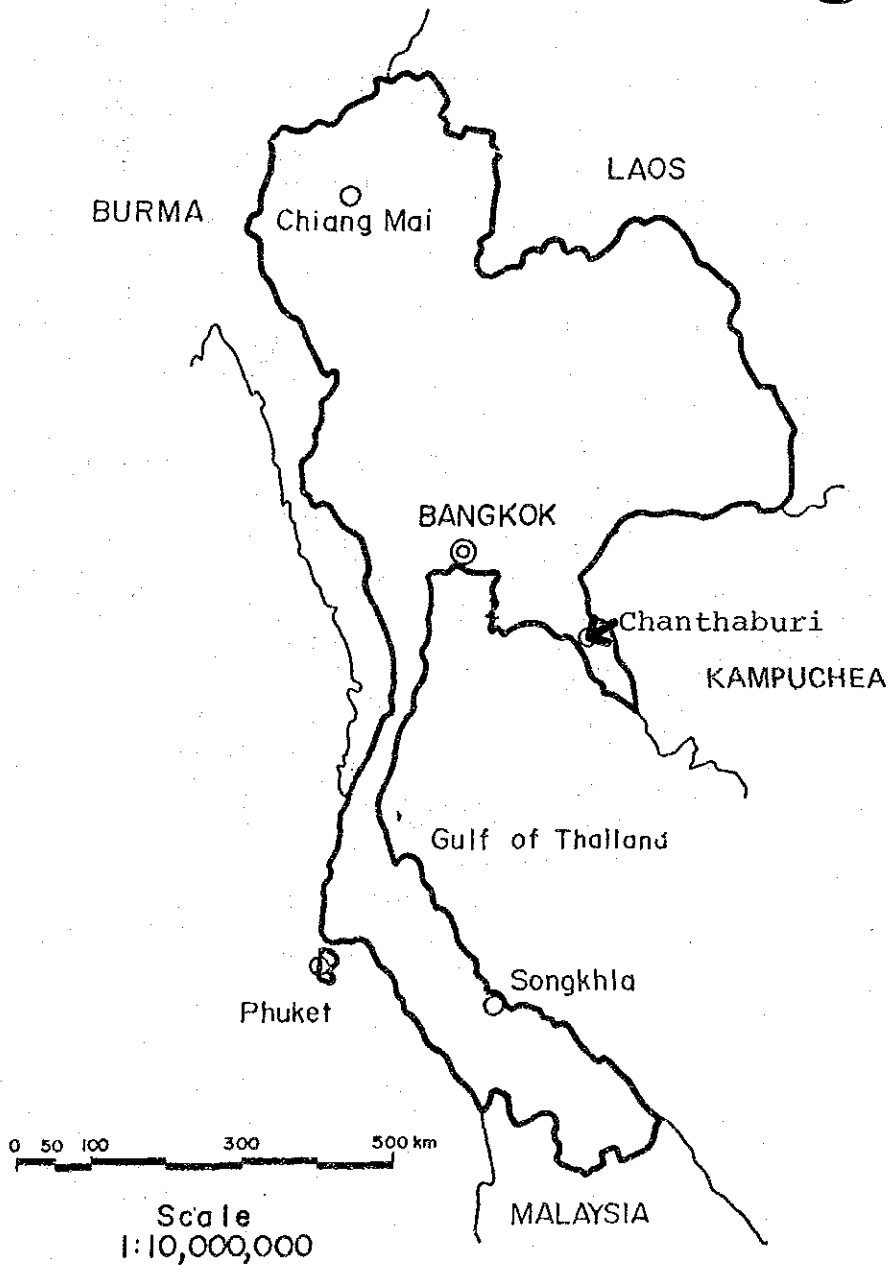 LAOS
BURMA
Chiang Mai
BANGKOK
Chanthaburi
KAMPUCHEA
Gulf of Thailand
Songkhla
Phuket
0 50 100 300 500 km
MALAYSIA
Scale
1:10,000,000